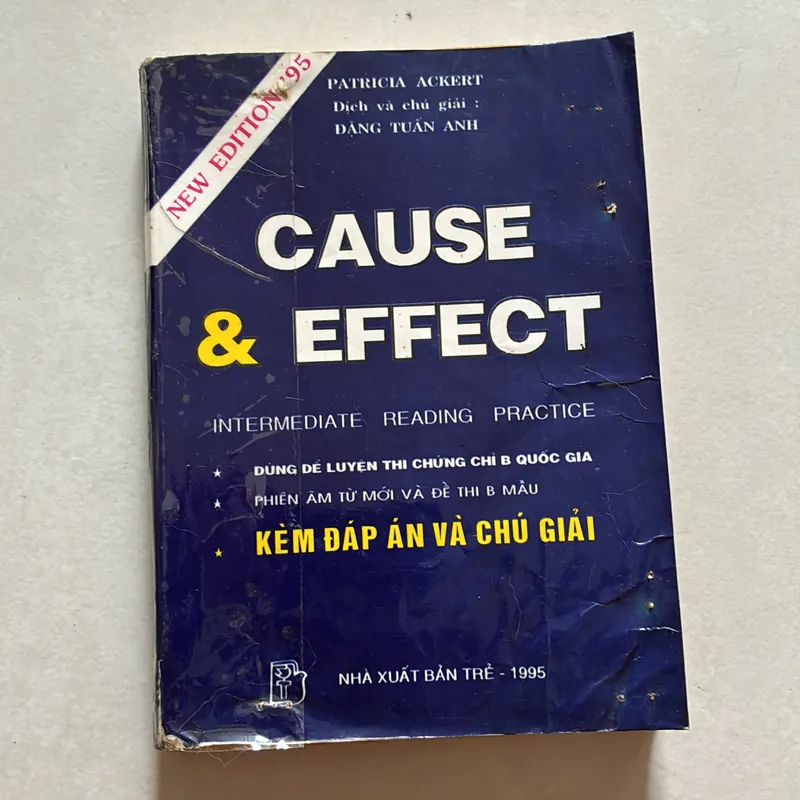 NEW EDITION '95
PATRICIA ACKERT
Dịch và chú giải :
ĐẶNG TUẤN ANH
CAUSE
& EFFECT
INTERMEDIATE READING PRACTICE
DÙNG ĐỂ LUYỆN THI CHỨNG CHỈ B QUỐC GIA
PHIÊN ÂM TỪ MỚI VÀ ĐỀ THI B MẪU
KÈM ĐÁP ÁN VÀ CHÚ GIẢI
NHÀ XUẤT BẢN TRẺ - 1995